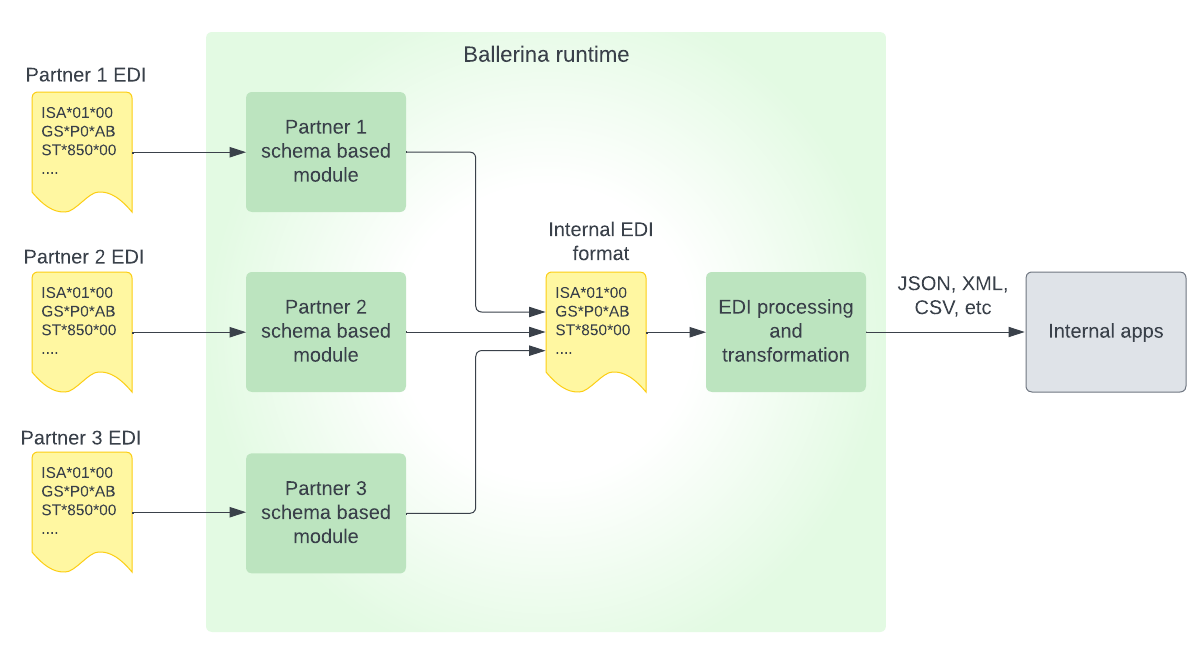 Ballerina runtime
Partner 1 EDI
ISA*01*00
GS*P0*AB
ST*850*00
....
Partner 1
schema based
module
Partner 2 EDI
ISA*01*00
GS*P0*AB
ST*850*00
....
Partner 2
schema based
module
Internal EDI
format
ISA*01*00
GS*P0*AB
ST*850*00
....
EDI processing
and
transformation
JSON, XML,
CSV, etc
Internal apps
Partner 3 EDI
ISA*01*00
GS*P0*AB
ST*850*00
....
Partner 3
schema based
module